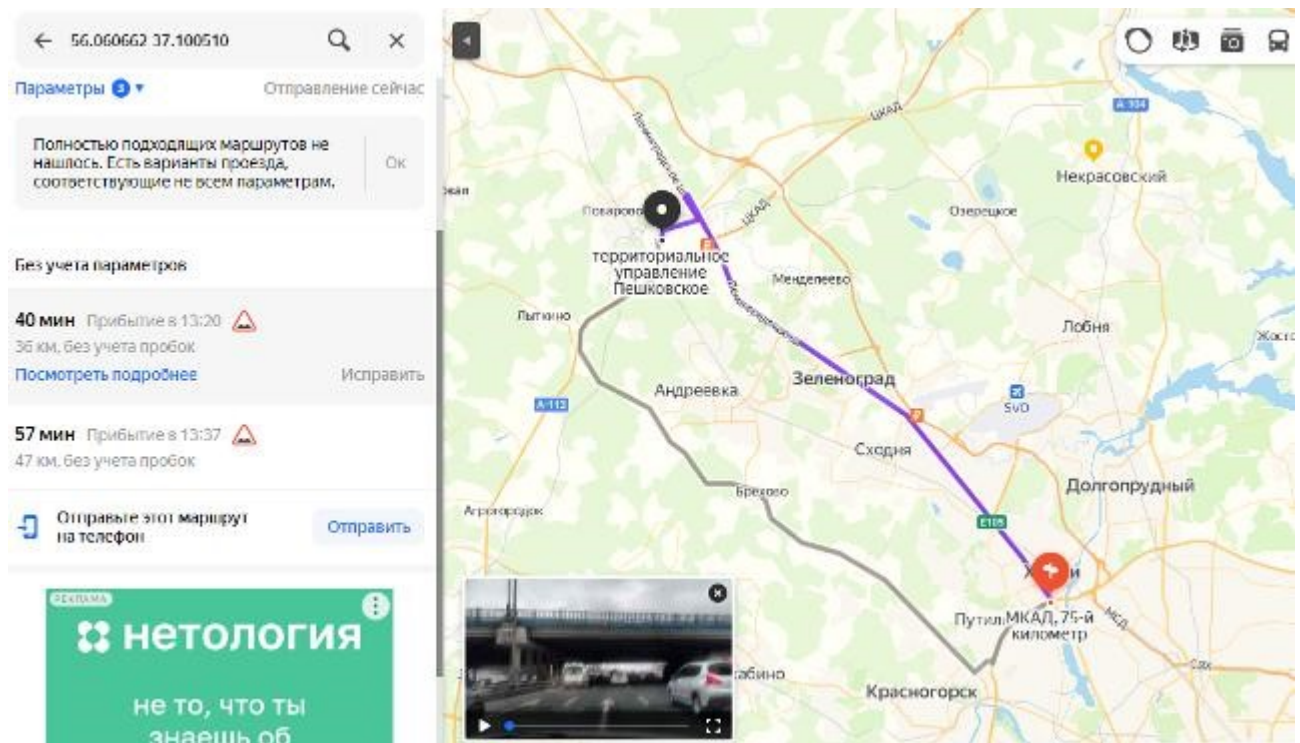 56.060662 37.100510
Параметры 3
Отправление сейчас
Полностью подходящих маршрутов не
нашлось. Есть варианты проезда,
соответствующие не всем параметрам.
Ок
Без учета параметров
40 мин Прибытие в 13:20
36 км, без учета пробок
Посмотреть подробнее
Исправить
57 мин Прибытие в 13:37
47 км, без учета пробок
Отправьте этот маршрут
на телефон
Отправить
РЕКЛАМА
нетология
не то, что ты
знаешь об
ЦКАД
А-104
Некрасовский
Поварово
ЦКАД
Озерецкое
территориальное
управление
Пешковское
Менделеево
Лыткино
Лобня
Андреевка
Зеленоград
А-113
SVO
Сходня
Долгопрудный
Брехово
Агрогородок
E105
МКАД, 75-й
километр
МСД
Красногорск